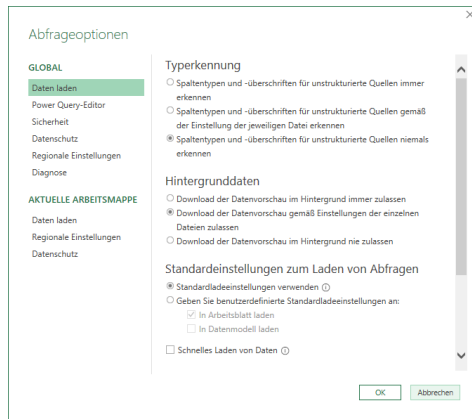 Abfrageoptionen
GLOBAL
Daten laden
Power Query-Editor
Sicherheit
Datenschutz
Regionale Einstellungen
Diagnose
AKTUELLE ARBEITSMAPPE
Daten laden
Regionale Einstellungen
Datenschutz
Typerkennung
Spaltentypen und -überschriften für unstrukturierte Quellen immer
erkennen
Spaltentypen und -überschriften für unstrukturierte Quellen gemäß
der Einstellung der jeweiligen Datei erkennen
Spaltentypen und -überschriften für unstrukturierte Quellen niemals
erkennen
Hintergrunddaten
Download der Datenvorschau im Hintergrund immer zulassen
Download der Datenvorschau gemäß Einstellungen der einzelnen
Dateien zulassen
Download der Datenvorschau im Hintergrund nie zulassen
Standardeinstellungen zum Laden von Abfragen
Standardladeeinstellungen verwenden
Geben Sie benutzerdefinierte Standardladeeinstellungen an:
In Arbeitsblatt laden
In Datenmodell laden
Schnelles Laden von Daten
OK
Abbrechen